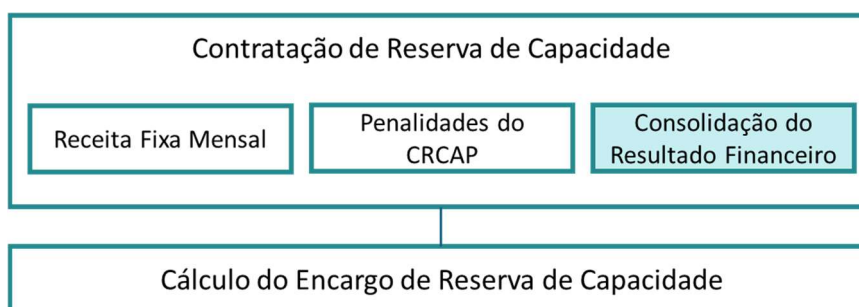 Contratação de Reserva de Capacidade
Receita Fixa Mensal
Penalidades do
CRCAP
Consolidação do
Resultado Financeiro
Cálculo do Encargo de Reserva de Capacidade